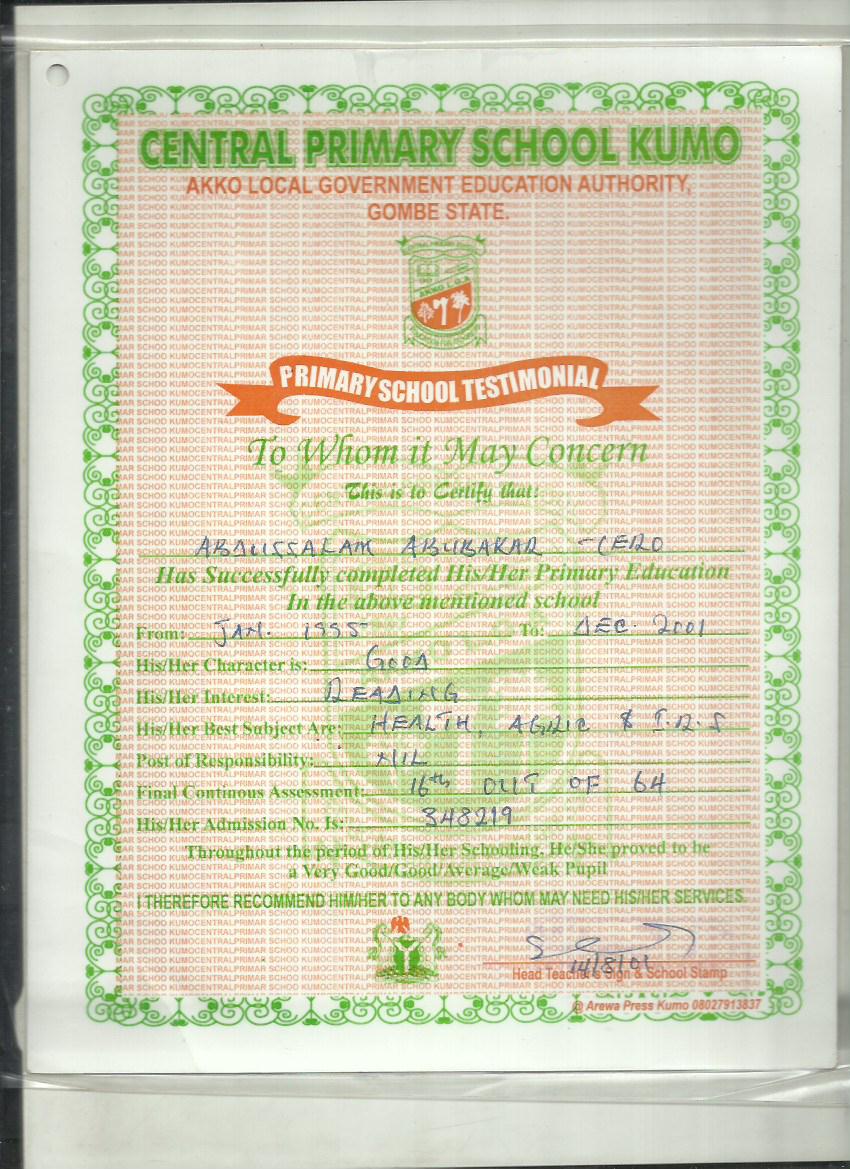 CENTRAL PRIMARY SCHOOL KUMO
AKKO LOCAL GOVERNMENT EDUCATION AUTHORITY,
GOMBE STATE.
AKKO L.G.A
PRIMARY SCHOOL TESTIMONIAL
To Whom it May Concern
This is to Certify that:
ABDUSSALAM ABUBAKAR
Has Successfully completed His/Her Primary Education
In the above mentioned school
From: JAN. 1995 To: DEC. 2001
His/Her Character is: GOOD
His/Her Interest: READING
His/Her Best Subject Are: HEALTH, AGRIC & I.R.S
Post of Responsibility: NIL
Final Continous Assessment: 16th OUT OF 64
His/Her Admission No. Is: 348219
Throughout the period of His/Her Schooling, He/She proved to be
a Very Good/Good/Average/Weak Pupil
I THEREFORE RECOMMEND HIM/HER TO ANY BODY WHOM MAY NEED HIS/HER SERVICES.
14/8/01
Head Teacher's Sign & School Stamp
@ Arewa Press Kumo 08027913837